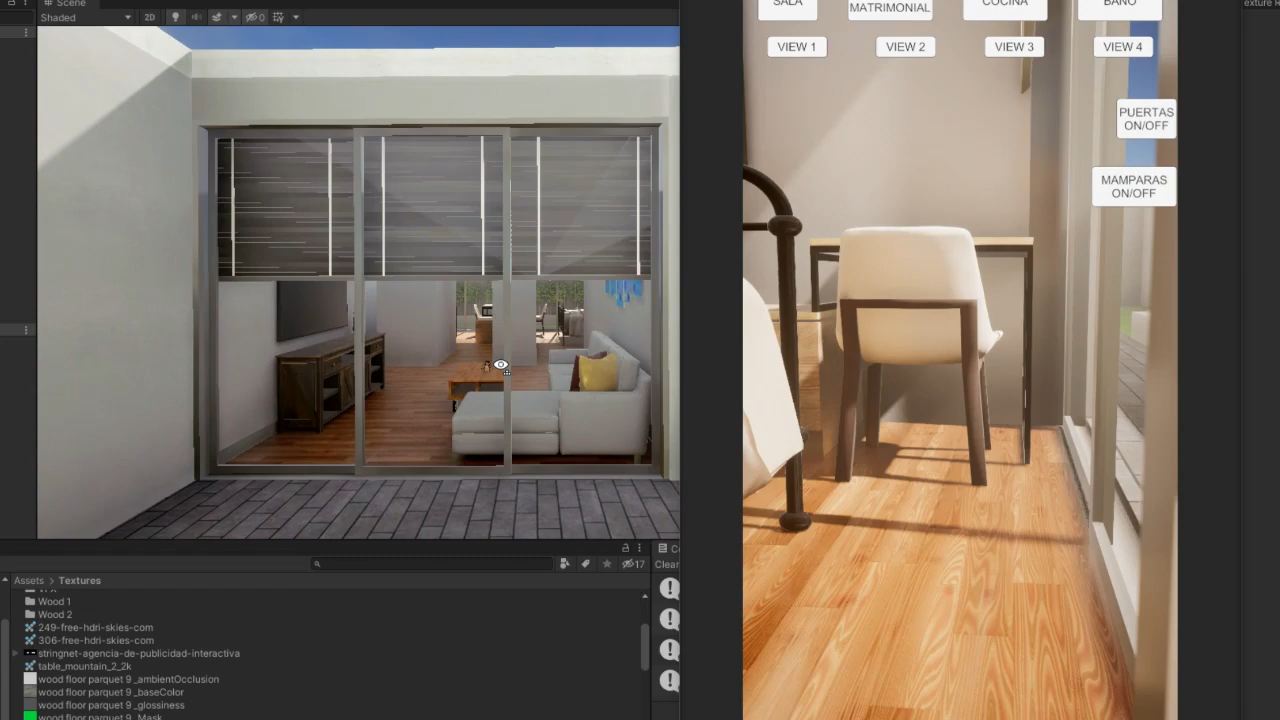 Scene
Shaded
2D
0
SALA
MATRIMONIAL
COCINA
BAÑO
VIEW 1
VIEW 2
VIEW 3
VIEW 4
PUERTAS
ON/OFF
MAMPARAS
ON/OFF
17
Clear
Assets > Textures
Wood 1
Wood 2
249-free-hdri-skies-com
306-free-hdri-skies-com
stringnet-agencia-de-publicidad-interactiva
table_mountain_2_2k
wood floor parquet 9 _ambientOcclusion
wood floor parquet 9 _baseColor
wood floor parquet 9 _glossiness
wood floor parquet 9_Mask